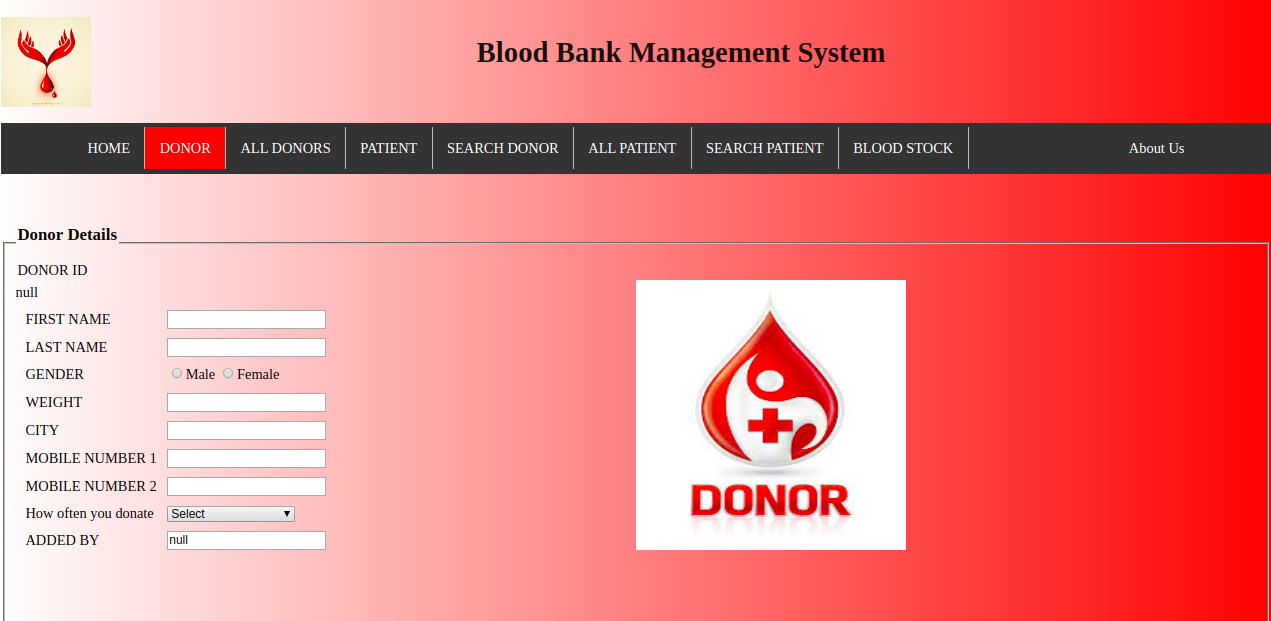 Blood Bank Management System
HOME DONOR ALL DONORS PATIENT SEARCH DONOR ALL PATIENT SEARCH PATIENT BLOOD STOCK About Us
Donor Details
DONOR ID
null
FIRST NAME
LAST NAME
GENDER Male Female
WEIGHT
CITY
MOBILE NUMBER 1
MOBILE NUMBER 2
How often you donate Select
ADDED BY null
DONOR